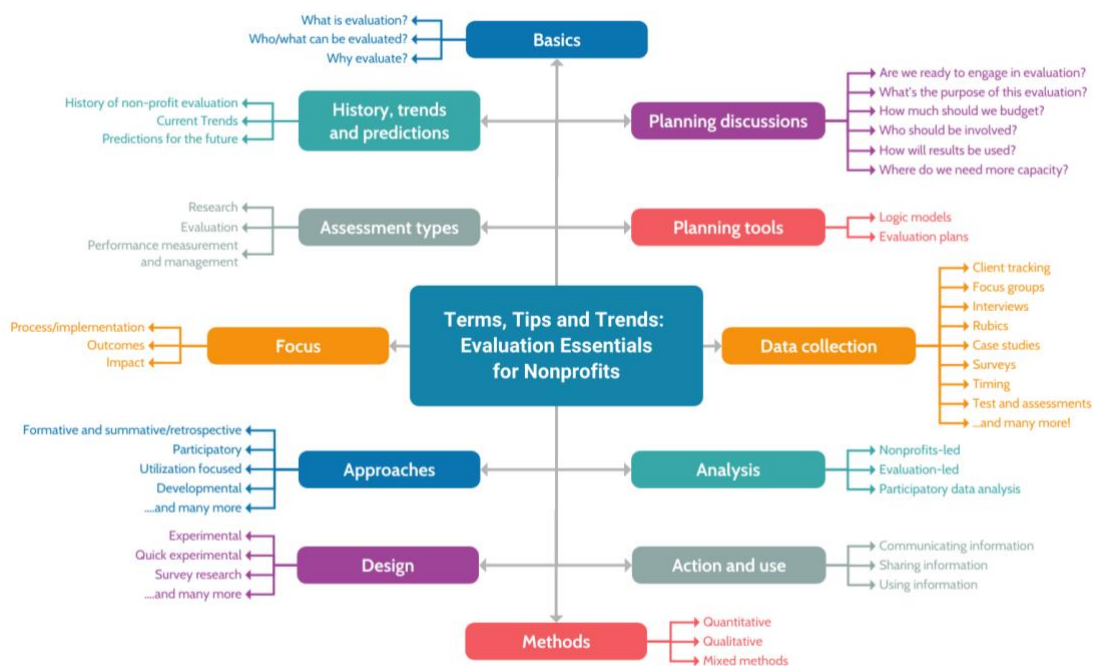 What is evaluation?
Who/what can be evaluated?
Why evaluate?
Basics
History of non-profit evaluation
Current Trends
Predictions for the future
History, trends
and predictions
Planning discussions
Are we ready to engage in evaluation?
What's the purpose of this evaluation?
How much should we budget?
Who should be involved?
How will results be used?
Where do we need more capacity?
Research
Evaluation
Performance measurement
and management
Assessment types
Planning tools
Logic models
Evaluation plans
Process/implementation
Outcomes
Impact
Focus
Terms, Tips and Trends:
Evaluation Essentials
for Nonprofits
Data collection
Client tracking
Focus groups
Interviews
Rubics
Case studies
Surveys
Timing
Test and assessments
...and many more!
Formative and summative/retrospective
Participatory
Utilization focused
Developmental
....and many more
Approaches
Analysis
Nonprofits-led
Evaluation-led
Participatory data analysis
Experimental
Quick experimental
Survey research
....and many more
Design
Action and use
Communicating information
Sharing information
Using information
Methods
Quantitative
Qualitative
Mixed methods